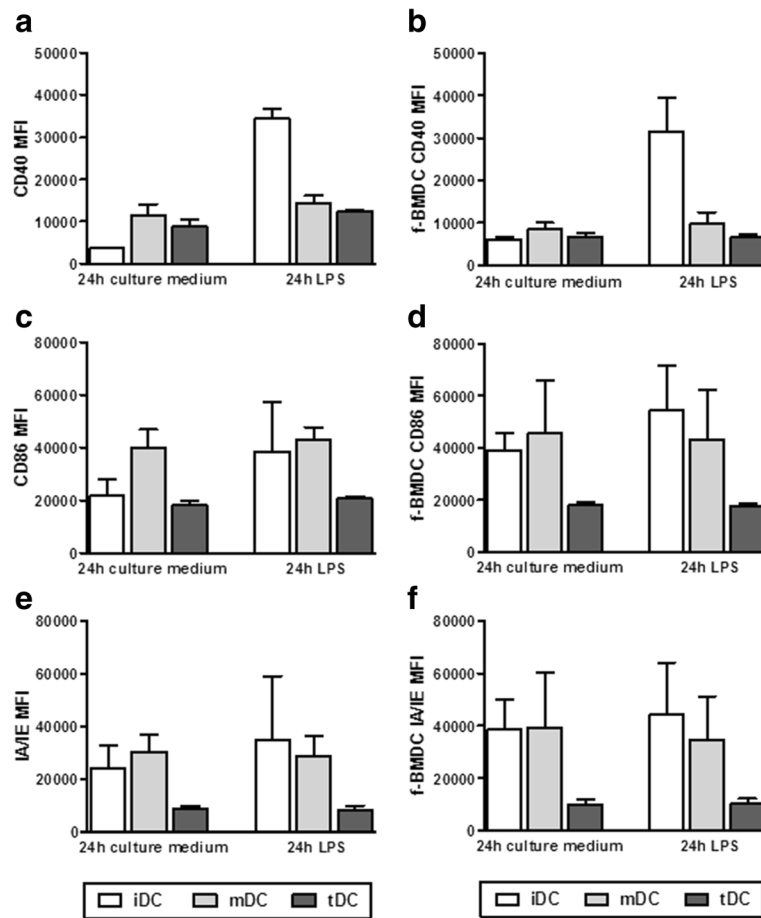 a
50000
40000
30000
20000
10000
0
CD40 MFI
24h culture medium 24h LPS
b
50000
40000
30000
20000
10000
0
f-BMDC CD40 MFI
24h culture medium 24h LPS
c
80000
60000
40000
20000
0
CD86 MFI
24h culture medium 24h LPS
d
80000
60000
40000
20000
0
f-BMDC CD86 MFI
24h culture medium 24h LPS
e
80000
60000
40000
20000
0
IA/IE MFI
24h culture medium 24h LPS
f
80000
60000
40000
20000
0
f-BMDC IA/IE MFI
24h culture medium 24h LPS
iDC mDC tDC
iDC mDC tDC